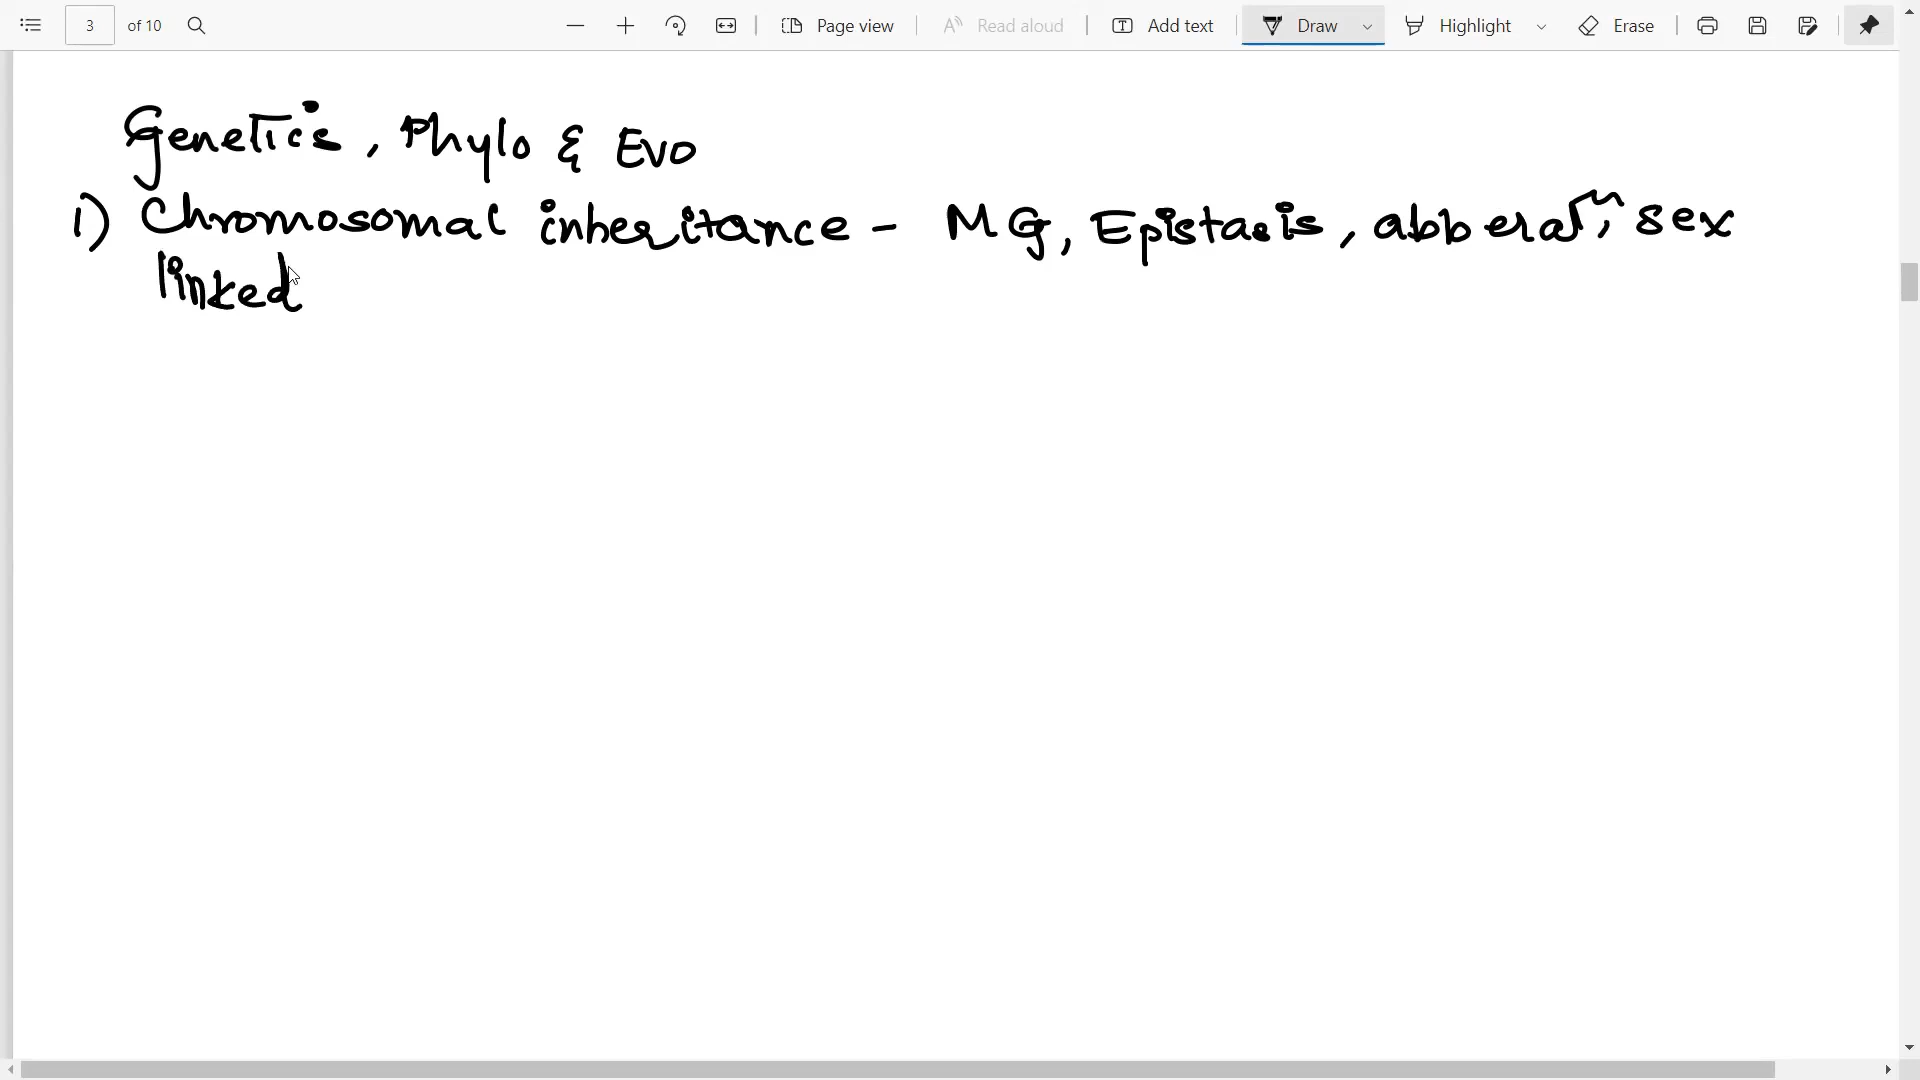 3 of 10 Page view Read aloud Add text Draw Highlight Erase
Genetics, Phylo & Evo
1) Chromosomal inheritance - MG, Epistasis, abberatn, sex
linked